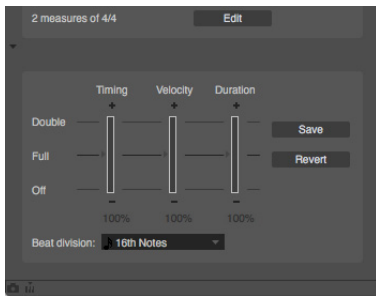 2 measures of 4/4 Edit
Timing Velocity Duration
+ + +
Double
Save
Full
Revert
Off
- - -
100% 100% 100%
Beat division: 16th Notes